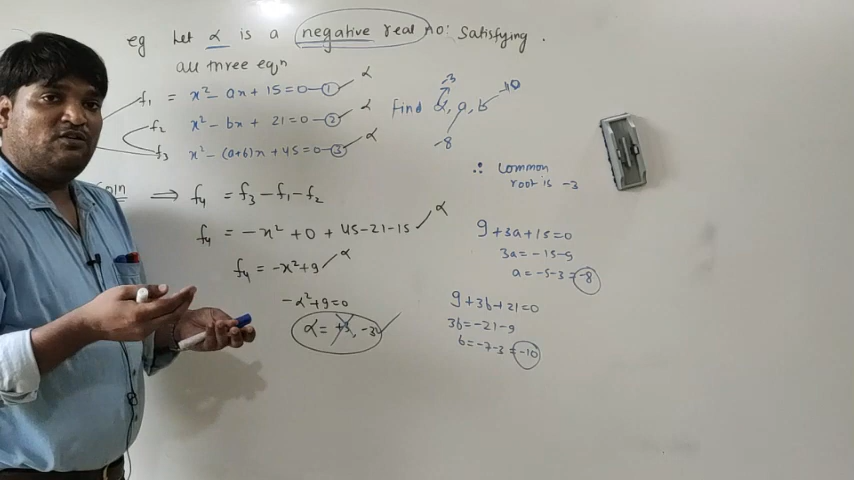 eg Let α is a negative real no: Satisfying .
all three eqn
f₁ = x² - ax + 15 = 0 — ① α
f₂ x² - bx + 21 = 0 — ② α
f₃ x² - (a+b)x + 45 = 0 — ③ α
-3
Find α, a, b
-8
∴ common
root is -3
⟹ f₄ = f₃ - f₁ - f₂
f₄ = -x² + 0 + 45 - 21 - 15 α
f₄ = -x² + 9 α
-α² + 9 = 0
α = +3, -3
9 + 3a + 15 = 0
3a = -15 - 9
a = -5 - 3 = -8
9 + 3b + 21 = 0
3b = -21 - 9
b = -7 - 3 = -10